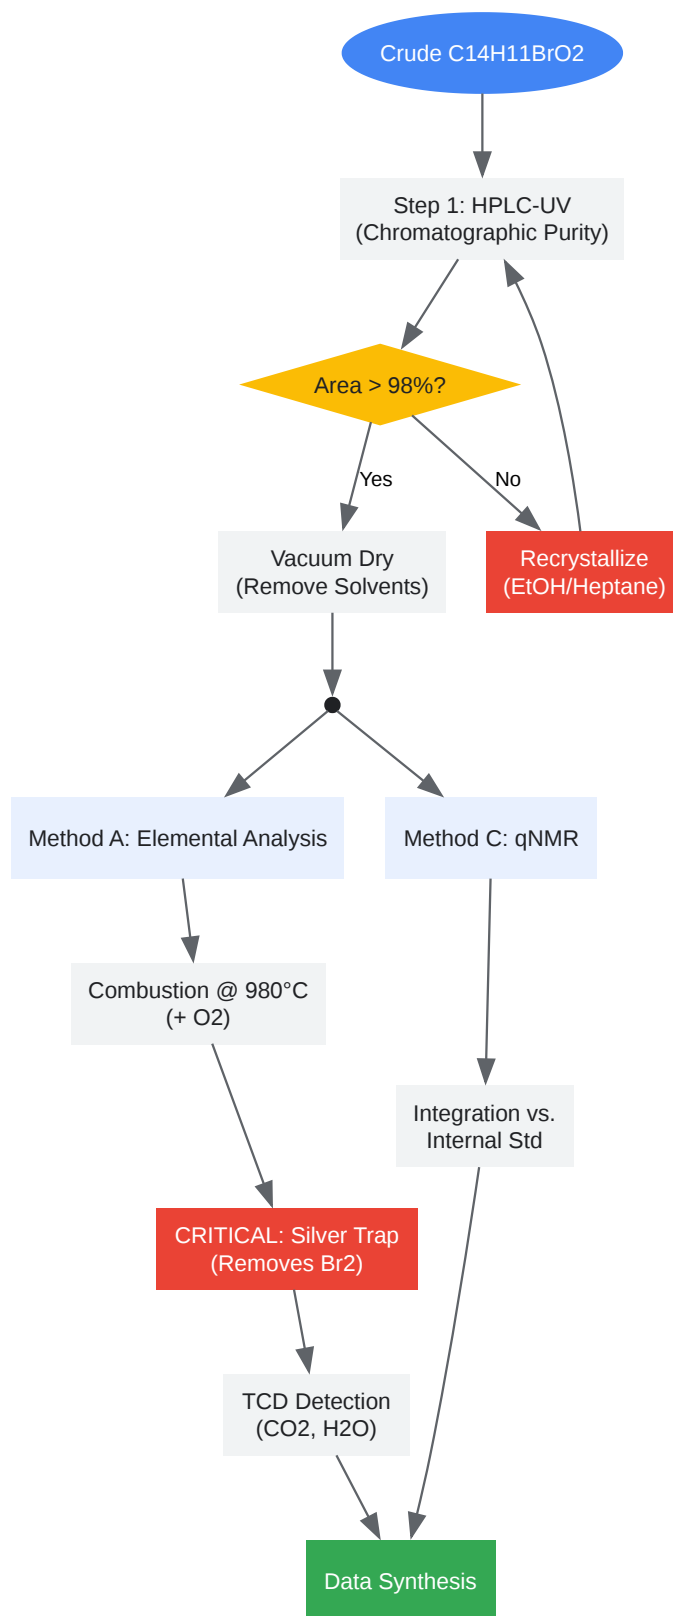 Crude C14H11BrO2
Step 1: HPLC-UV
(Chromatographic Purity)
Area > 98%?
Yes
No
Vacuum Dry
(Remove Solvents)
Recrystallize
(EtOH/Heptane)
Method A: Elemental Analysis
Method C: qNMR
Combustion @ 980°C
(+ O2)
Integration vs.
Internal Std
CRITICAL: Silver Trap
(Removes Br2)
TCD Detection
(CO2, H2O)
Data Synthesis